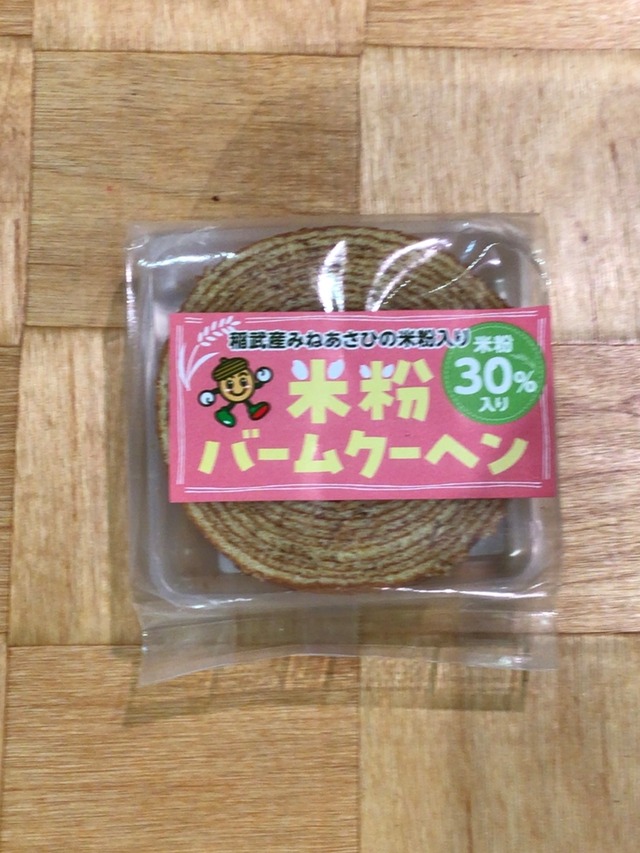 稲武産みねあさひの米粉入り
米粉
30%
入り
米粉
バームクーヘン